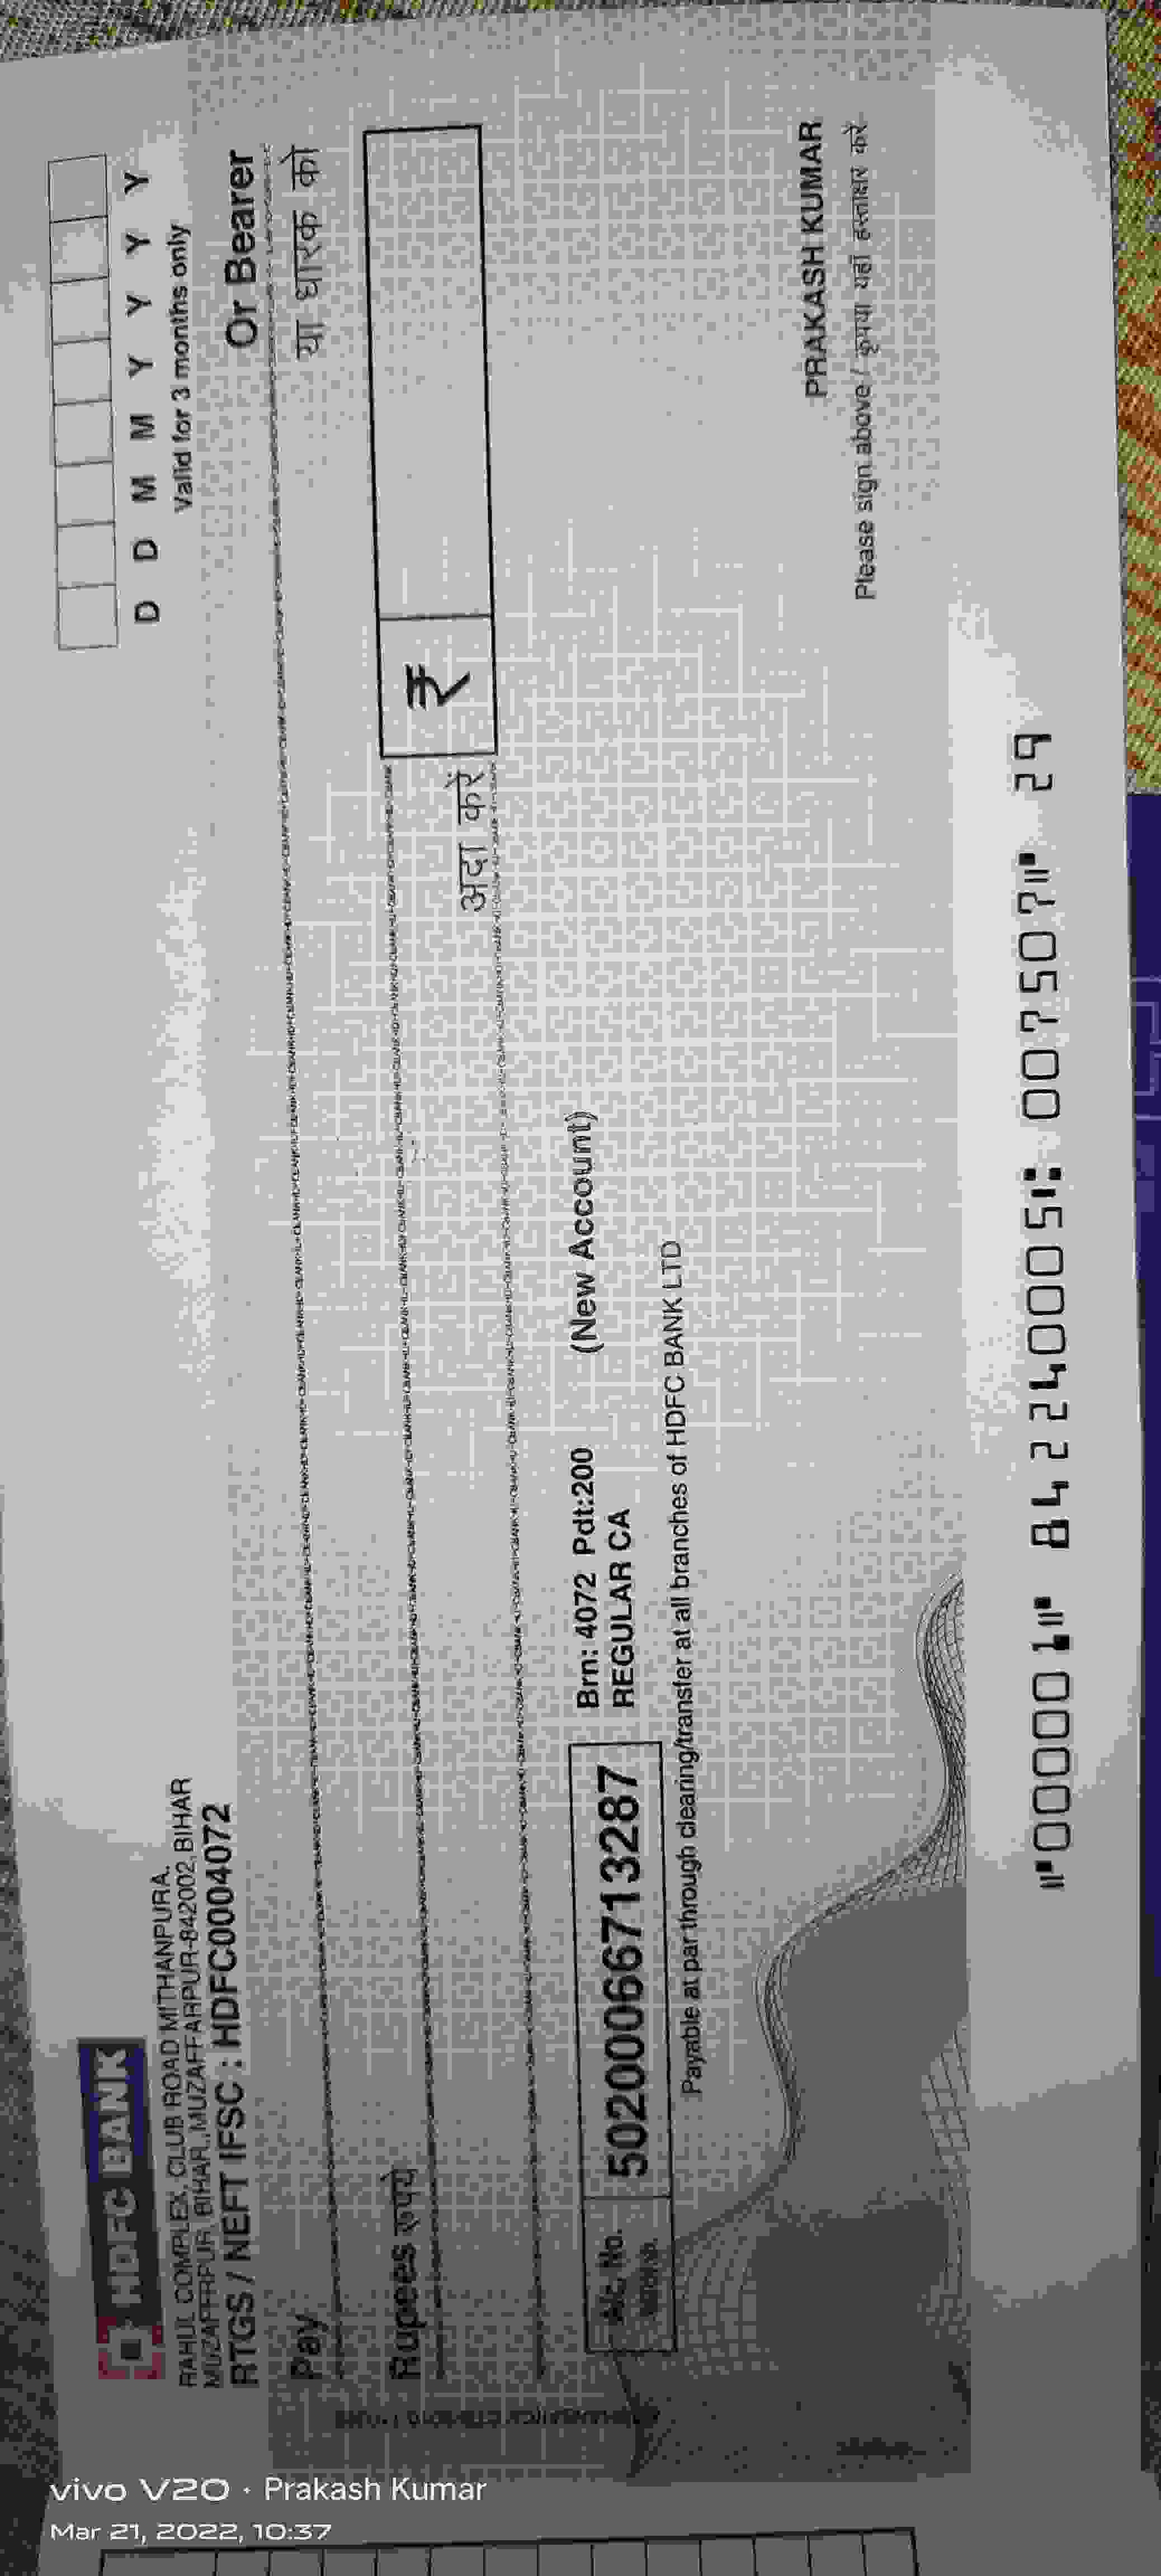 HDFC BANK
RAHUL COMPLEX, CLUB ROAD MITHANPURA,
MUZAFFRPUR, BIHAR, MUZAFFARPUR-842002, BIHAR
RTGS / NEFT IFSC : HDFC0004072
D D M M Y Y Y Y
Valid for 3 months only
Pay
Or Bearer
या धारक को
Rupees रुपये
अदा करें
₹
A/c. No. 50200066713287
Brn: 4072 Pdt:200 (New Account)
REGULAR CA
Payable at par through clearing/transfer at all branches of HDFC BANK LTD
PRAKASH KUMAR
Please sign above / कृपया यहाँ हस्ताक्षर करें
⑈000001⑈ 842240005⑆ 007507⑈ 29
vivo V20 · Prakash Kumar
Mar 21, 2022, 10:37